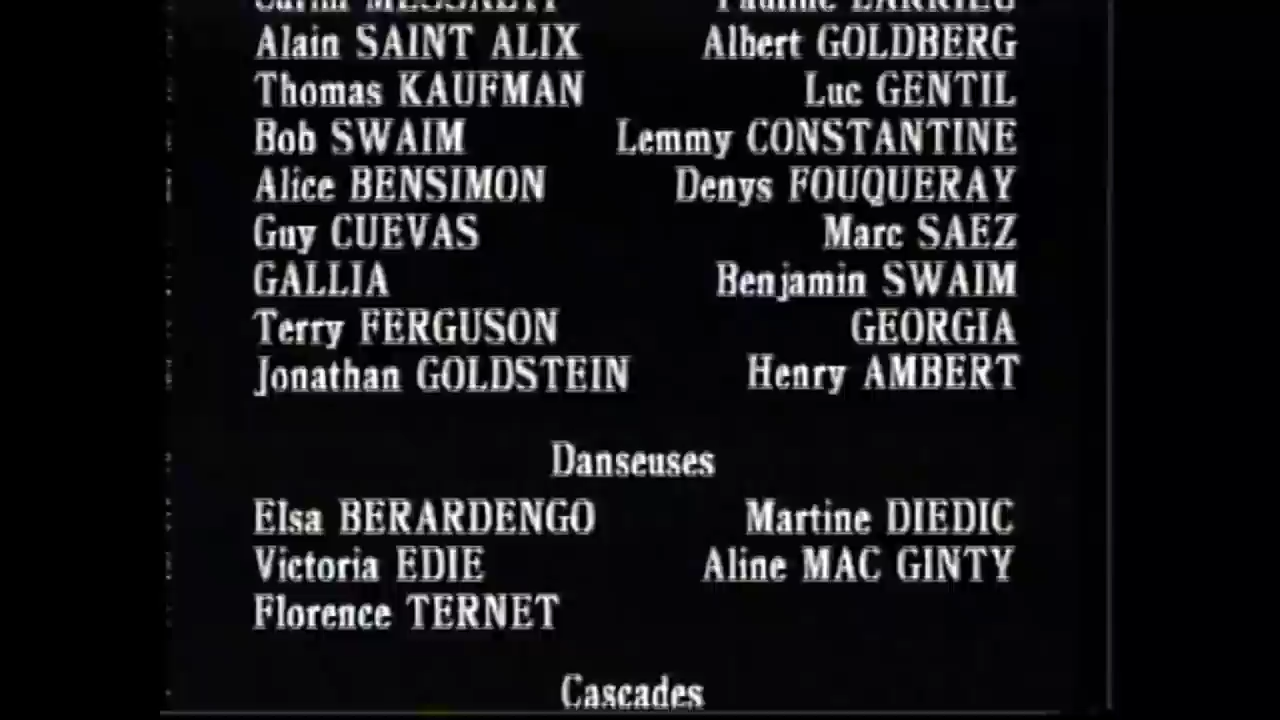 Alain SAINT ALIX Albert GOLDBERG
Thomas KAUFMAN Luc GENTIL
Bob SWAIM Lemmy CONSTANTINE
Alice BENSIMON Denys FOUQUERAY
Guy CUEVAS Marc SAEZ
GALLIA Benjamin SWAIM
Terry FERGUSON GEORGIA
Jonathan GOLDSTEIN Henry AMBERT
Danseuses
Elsa BERARDENGO Martine DIEDIC
Victoria EDIE Aline MAC GINTY
Florence TERNET
Cascades